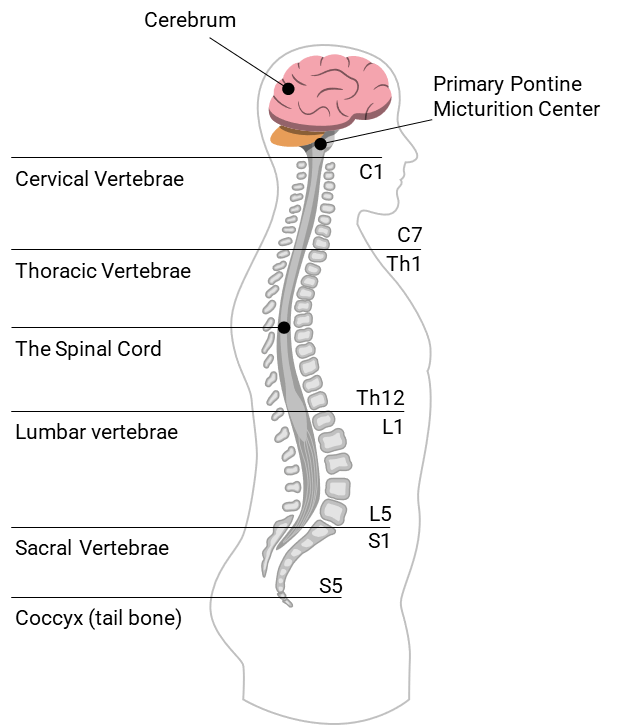 Cerebrum
Primary Pontine
Micturition Center
C1
Cervical Vertebrae
C7
Th1
Thoracic Vertebrae
The Spinal Cord
Th12
L1
Lumbar vertebrae
L5
S1
Sacral Vertebrae
S5
Coccyx (tail bone)